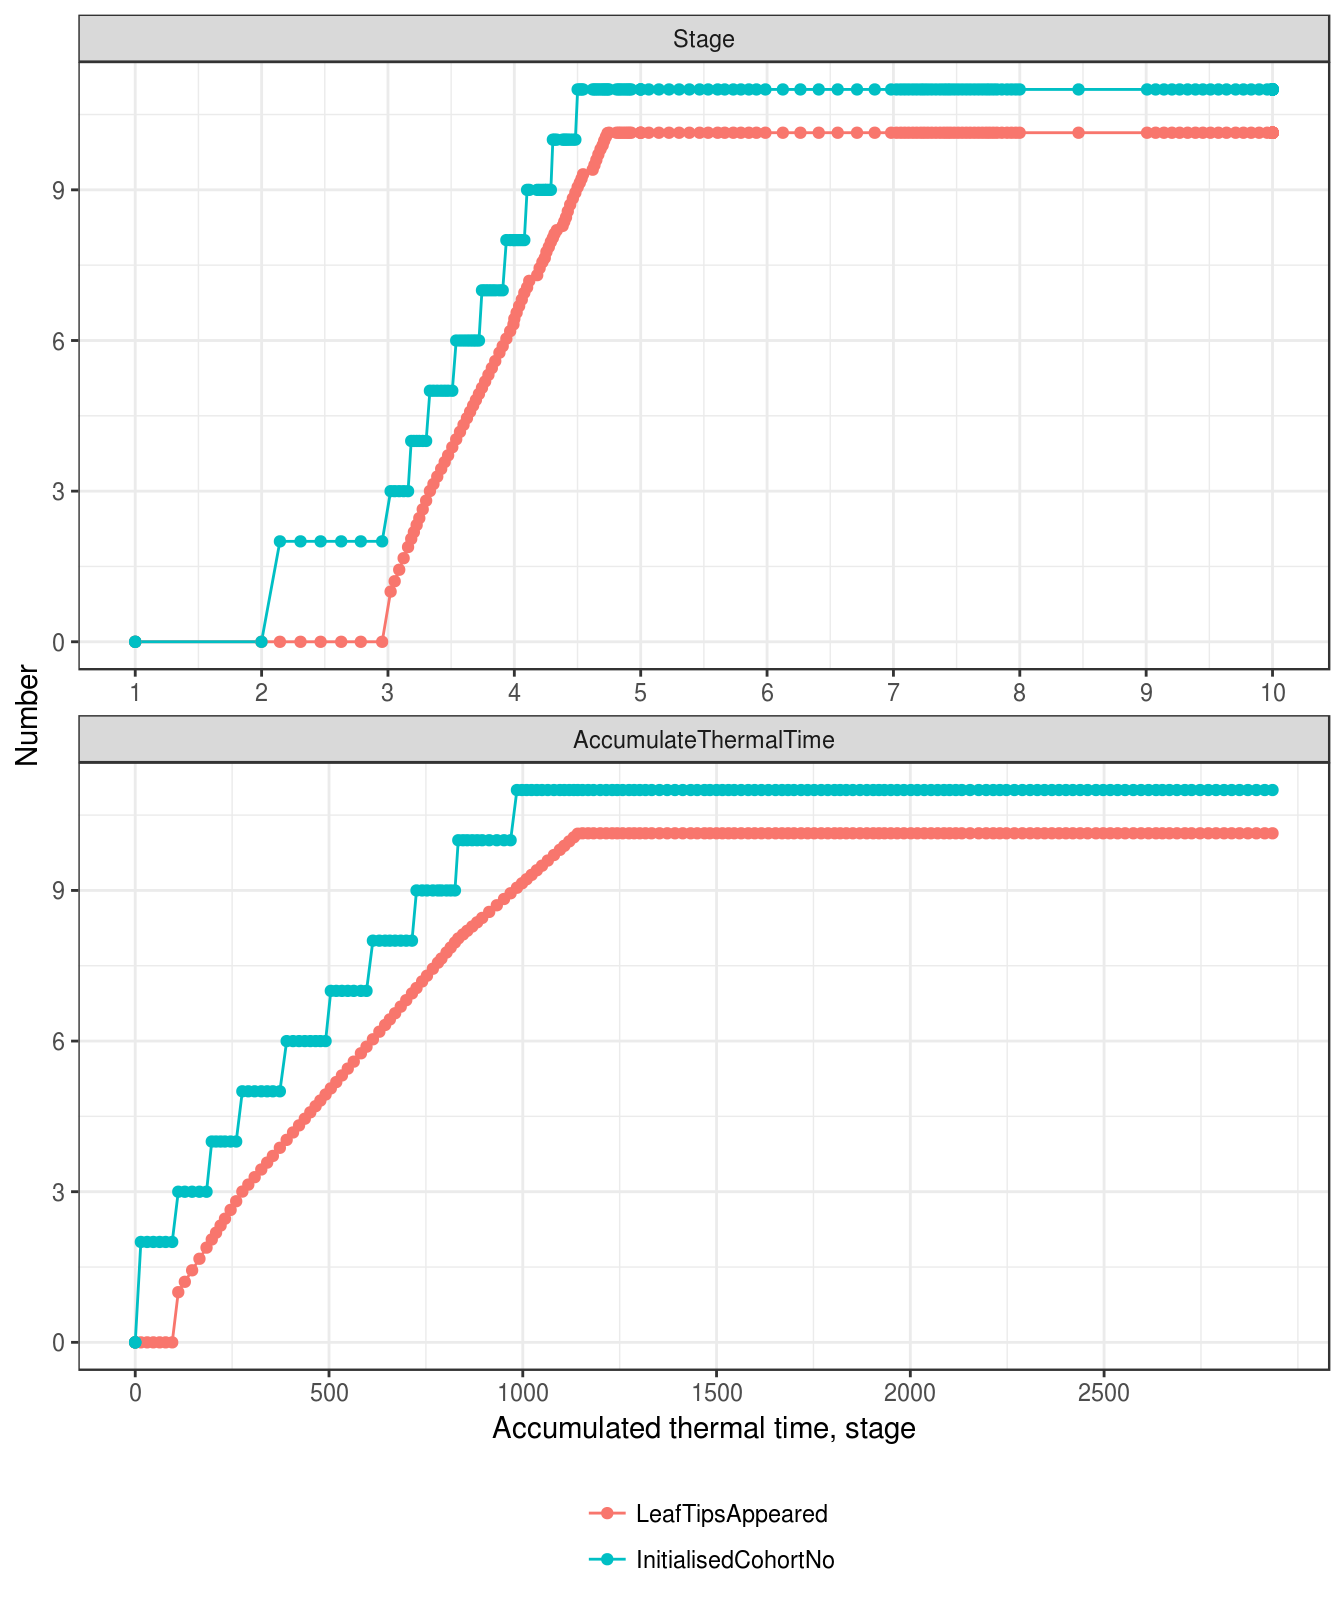 Stage
9
6
3
0
1 2 3 4 5 6 7 8 9 10
Number
AccumulateThermalTime
9
6
3
0
0 500 1000 1500 2000 2500
Accumulated thermal time, stage
LeafTipsAppeared
InitialisedCohortNo